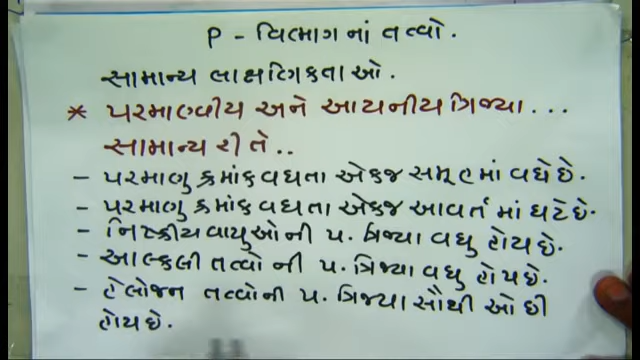 P - વિભાગ નાં તત્વો.
સામાન્ય લાક્ષણિકતાઓ.
* પરમાણ્વીય અને આયનીય ત્રિજ્યા...
સામાન્ય રીતે..
- પરમાણુ ક્રમાંક વધતા એકજ સમૂહમાં વધે છે.
- પરમાણુ ક્રમાંક વધતા એકજ આવર્ત માં ઘટે છે.
- નિષ્ક્રીય વાયુઓ ની પ. ત્રિજ્યા વધુ હોય છે.
- આલ્કલી તત્વો ની પ. ત્રિજ્યા વધુ હોય છે.
- હેલોજન તત્વોની પ. ત્રિજ્યા સૌથી ઓછી
હોય છે.